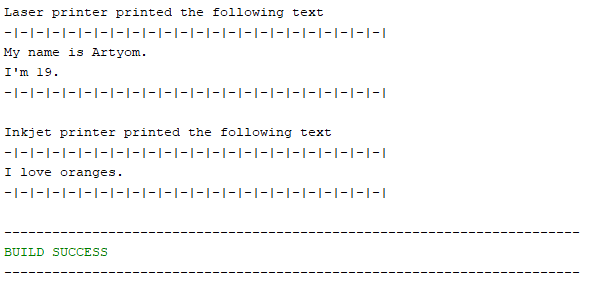 Laser printer printed the following text
-|-|-|-|-|-|-|-|-|-|-|-|-|-|-|-|-|-|-|-|-|-|-|-|
My name is Artyom.
I'm 19.
-|-|-|-|-|-|-|-|-|-|-|-|-|-|-|-|-|-|-|-|-|-|-|-|
Inkjet printer printed the following text
-|-|-|-|-|-|-|-|-|-|-|-|-|-|-|-|-|-|-|-|-|-|-|-|
I love oranges.
-|-|-|-|-|-|-|-|-|-|-|-|-|-|-|-|-|-|-|-|-|-|-|-|
------------------------------------------------------------------------
BUILD SUCCESS
------------------------------------------------------------------------